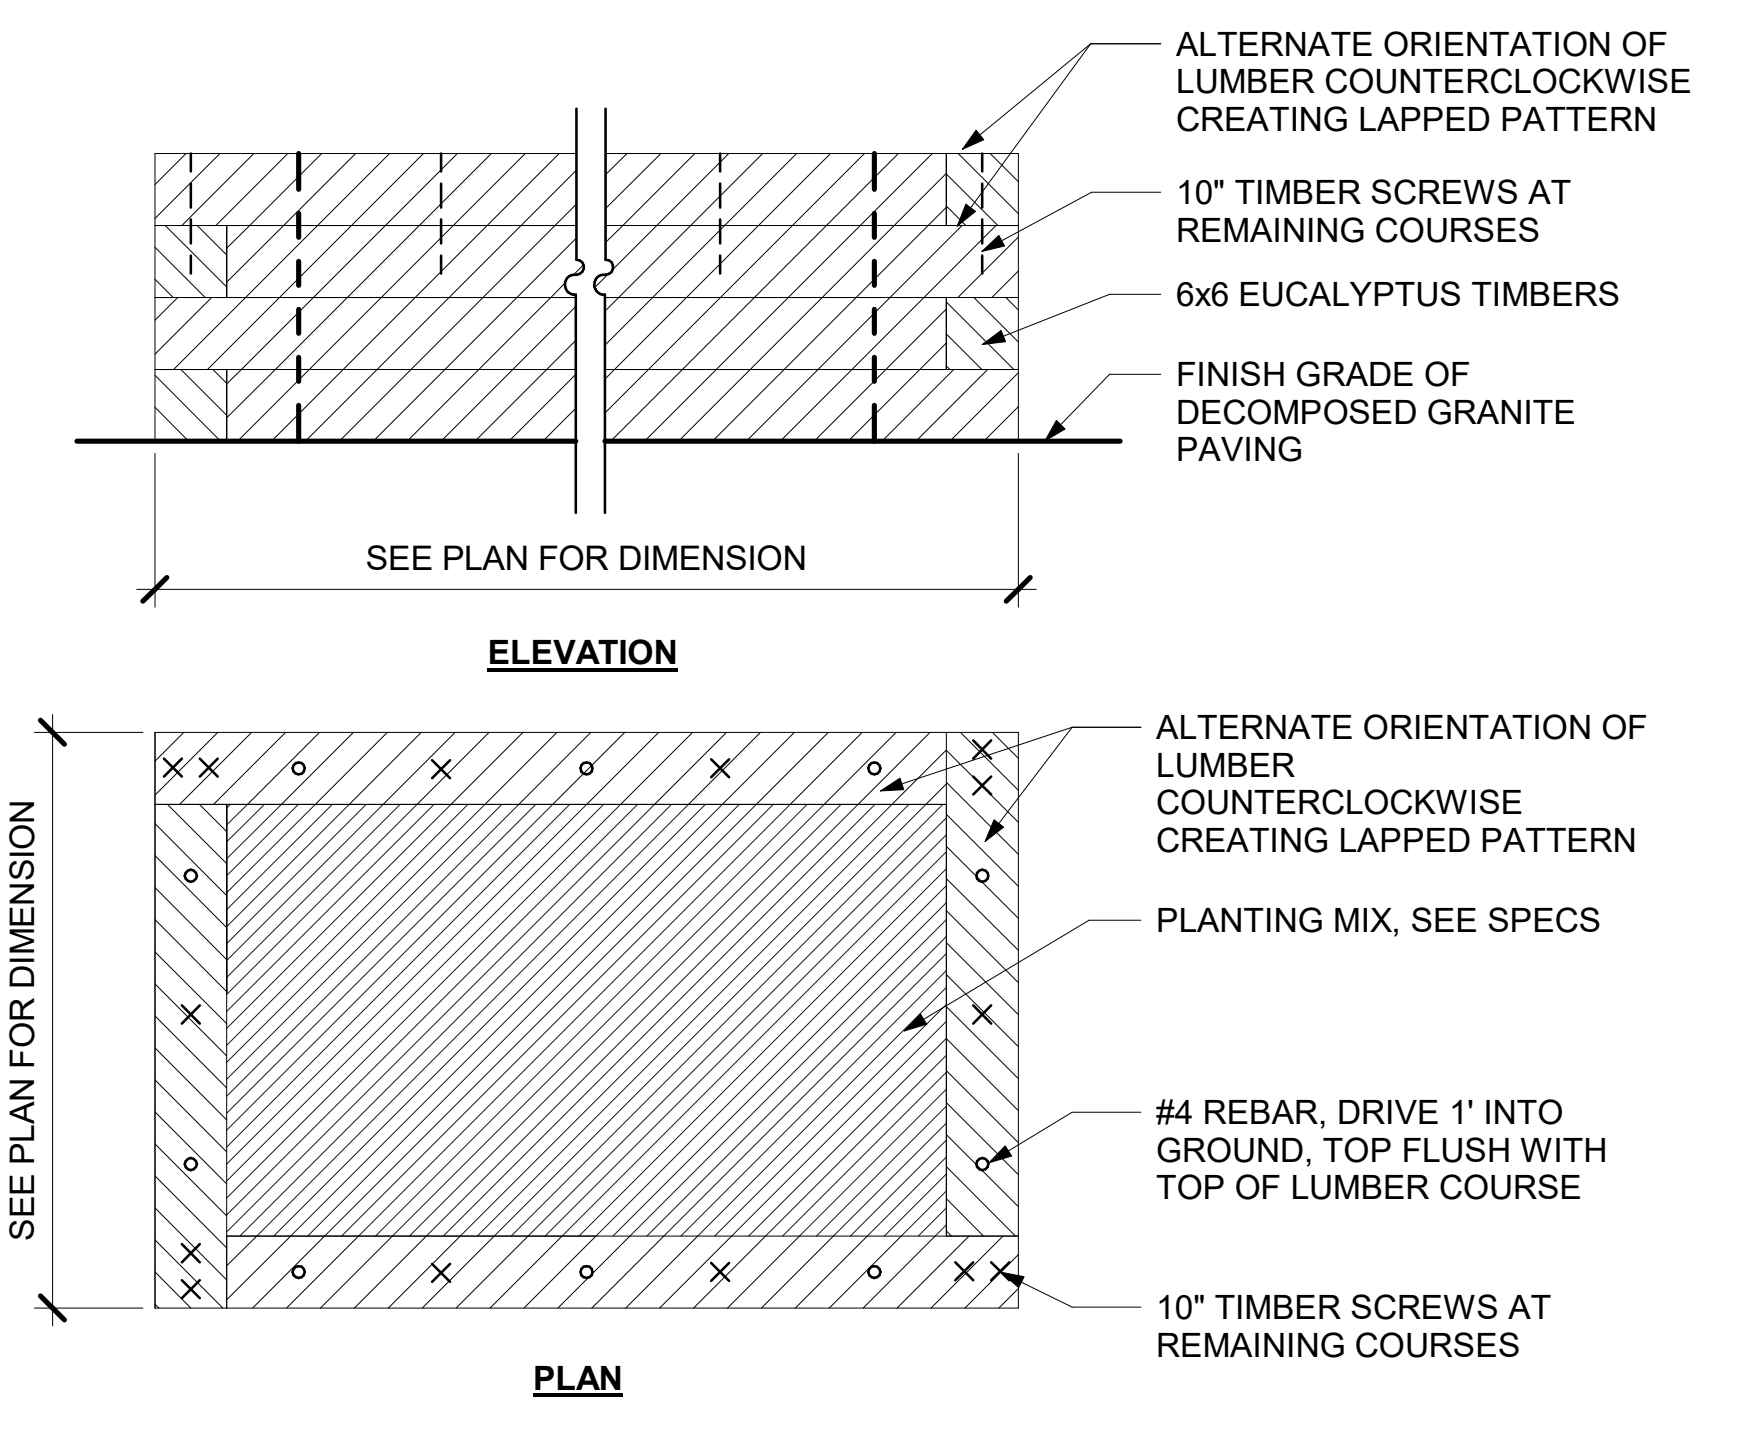 ALTERNATE ORIENTATION OF
LUMBER COUNTERCLOCKWISE
CREATING LAPPED PATTERN
10" TIMBER SCREWS AT
REMAINING COURSES
6x6 EUCALYPTUS TIMBERS
FINISH GRADE OF
DECOMPOSED GRANITE
PAVING
SEE PLAN FOR DIMENSION
ELEVATION
SEE PLAN FOR DIMENSION
ALTERNATE ORIENTATION OF
LUMBER
COUNTERCLOCKWISE
CREATING LAPPED PATTERN
PLANTING MIX, SEE SPECS
#4 REBAR, DRIVE 1' INTO
GROUND, TOP FLUSH WITH
TOP OF LUMBER COURSE
10" TIMBER SCREWS AT
REMAINING COURSES
PLAN